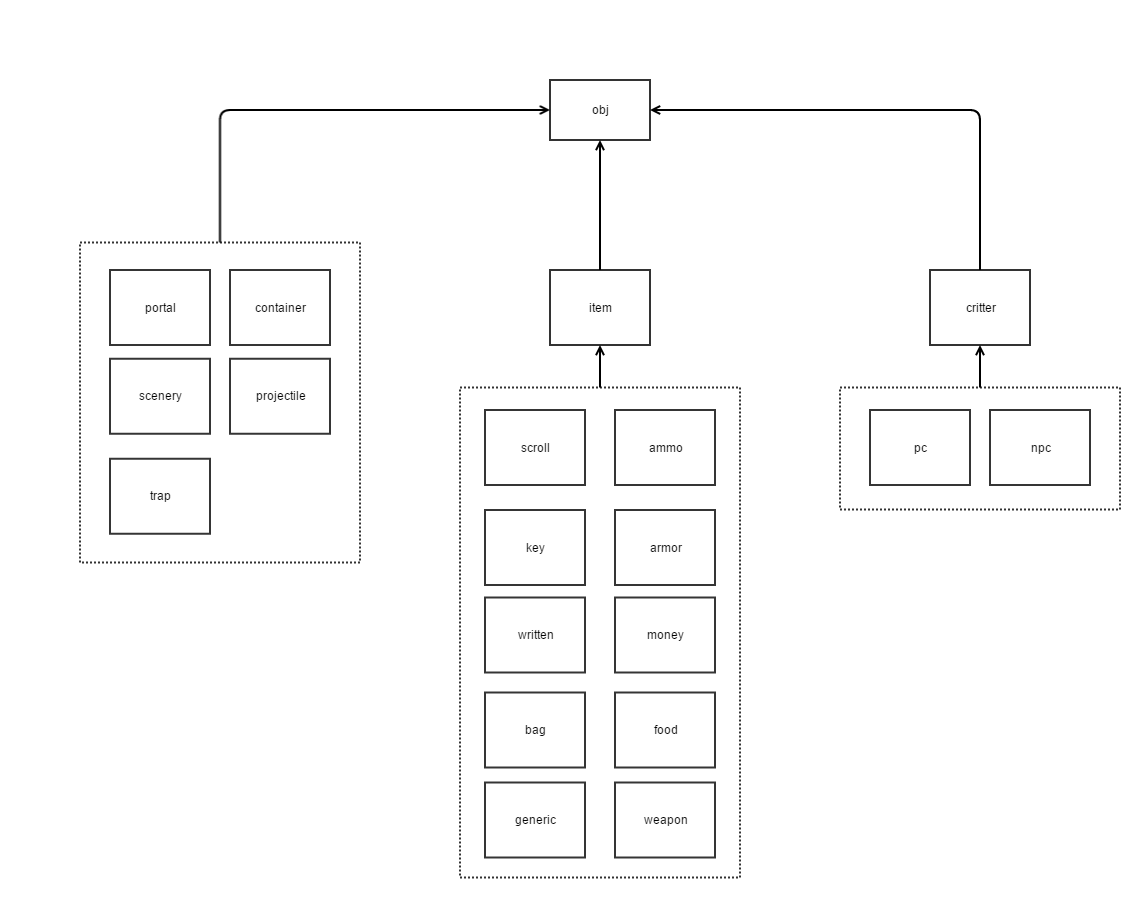 obj
portal
container
item
critter
scenery
projectile
scroll
ammo
pc
npc
trap
key
armor
written
money
bag
food
generic
weapon